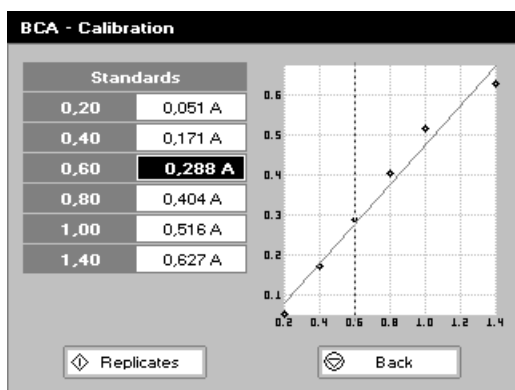 BCA - Calibration
Standards
0,20 0,051 A
0,40 0,171 A
0,60 0,288 A
0,80 0,404 A
1,00 0,516 A
1,40 0,627 A
0.6
0.5
0.4
0.3
0.2
0.1
0.2 0.4 0.6 0.8 1.0 1.2 1.4
Replicates Back